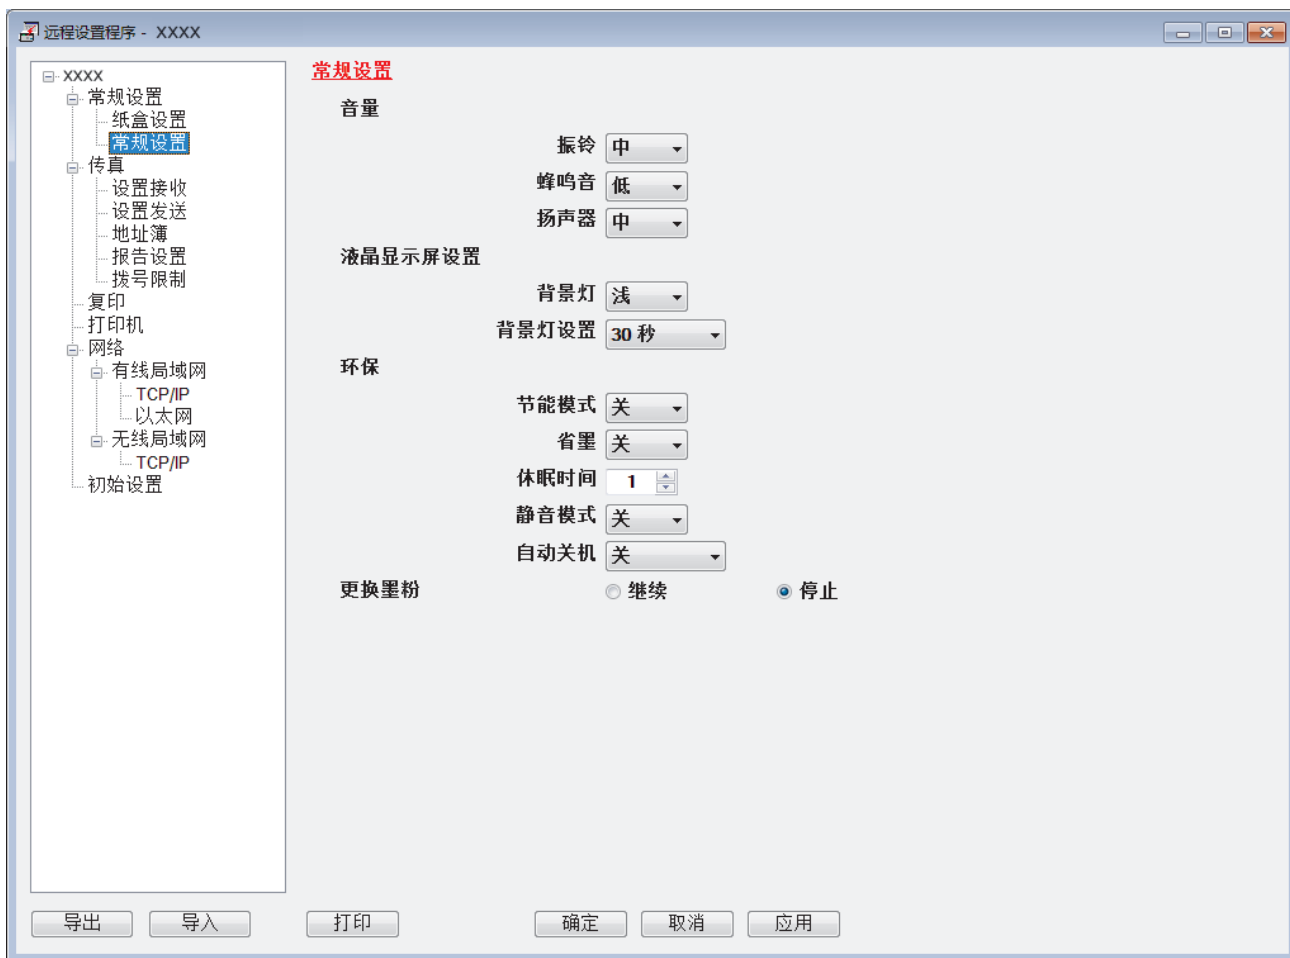 远程设置程序 - XXXX
XXXX
常规设置
纸盒设置
常规设置
传真
设置接收
设置发送
地址簿
报告设置
拨号限制
复印
打印机
网络
有线局域网
TCP/IP
以太网
无线局域网
TCP/IP
初始设置
常规设置
音量
振铃 中
蜂鸣音 低
扬声器 中
液晶显示屏设置
背景灯 浅
背景灯设置 30 秒
环保
节能模式 关
省墨 关
休眠时间 1
静音模式 关
自动关机 关
更换墨粉 继续 停止
导出 导入 打印 确定 取消 应用